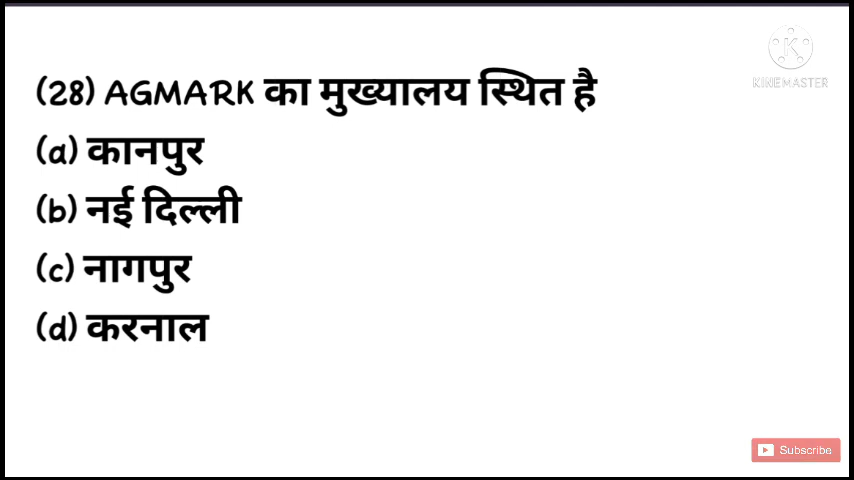 (28) AGMARK का मुख्यालय स्थित है
(a) कानपुर
(b) नई दिल्ली
(c) नागपुर
(d) करनाल
K
KINEMASTER
Subscribe